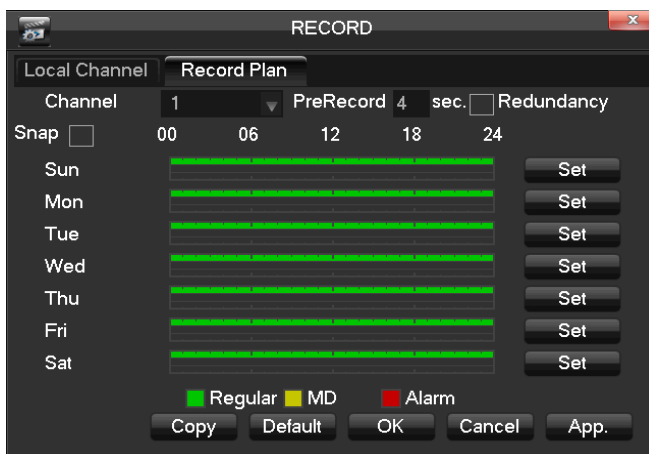 RECORD
Local Channel Record Plan
Channel 1 PreRecord 4 sec. Redundancy
Snap 00 06 12 18 24
Sun Set
Mon Set
Tue Set
Wed Set
Thu Set
Fri Set
Sat Set
Regular MD Alarm
Copy Default OK Cancel App.